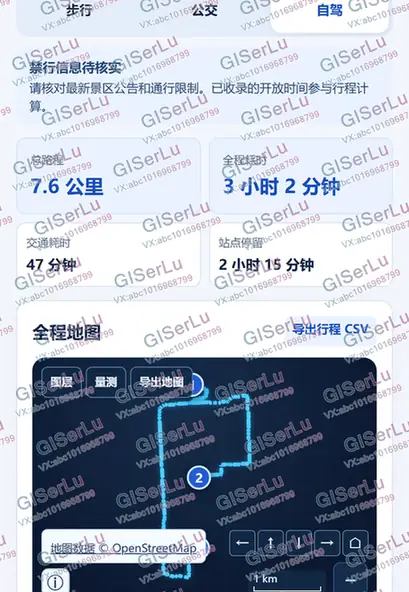 步行 公交 自驾
禁行信息待核实
请核对最新景区公告和通行限制。已收录的开放时间参与行程计
算。
总路程 全程耗时
7.6 公里 3 小时 2 分钟
交通耗时 站点停留
47 分钟 2 小时 15 分钟
全程地图 导出行程 CSV
图层 量测 导出地图 1
2
地图数据 © OpenStreetMap
1 km
GISerLu
VX:abc1016968799